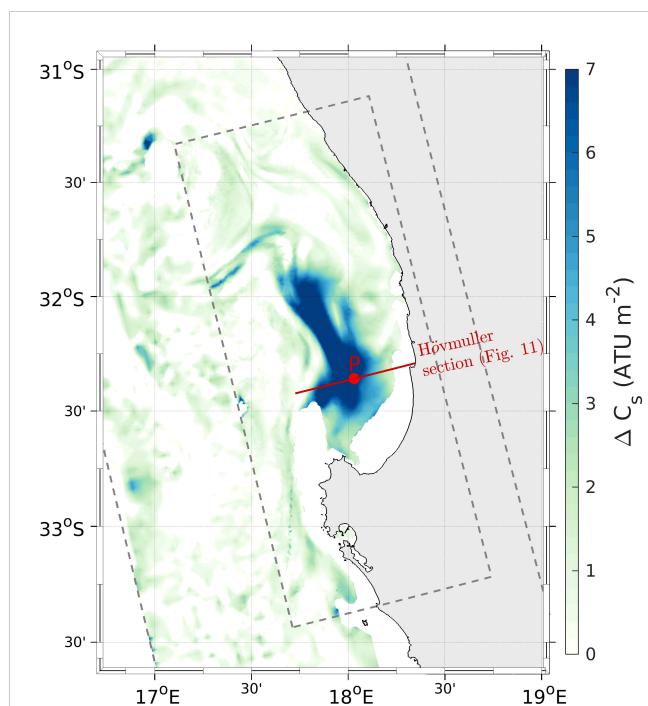 31°S
30'
32°S
30'
33°S
30'
17°E
30'
18°E
30'
19°E
P
Hövmuller
section (Fig. 11)
7
6
5
4
3
2
1
0
Δ C_s (ATU m⁻²)